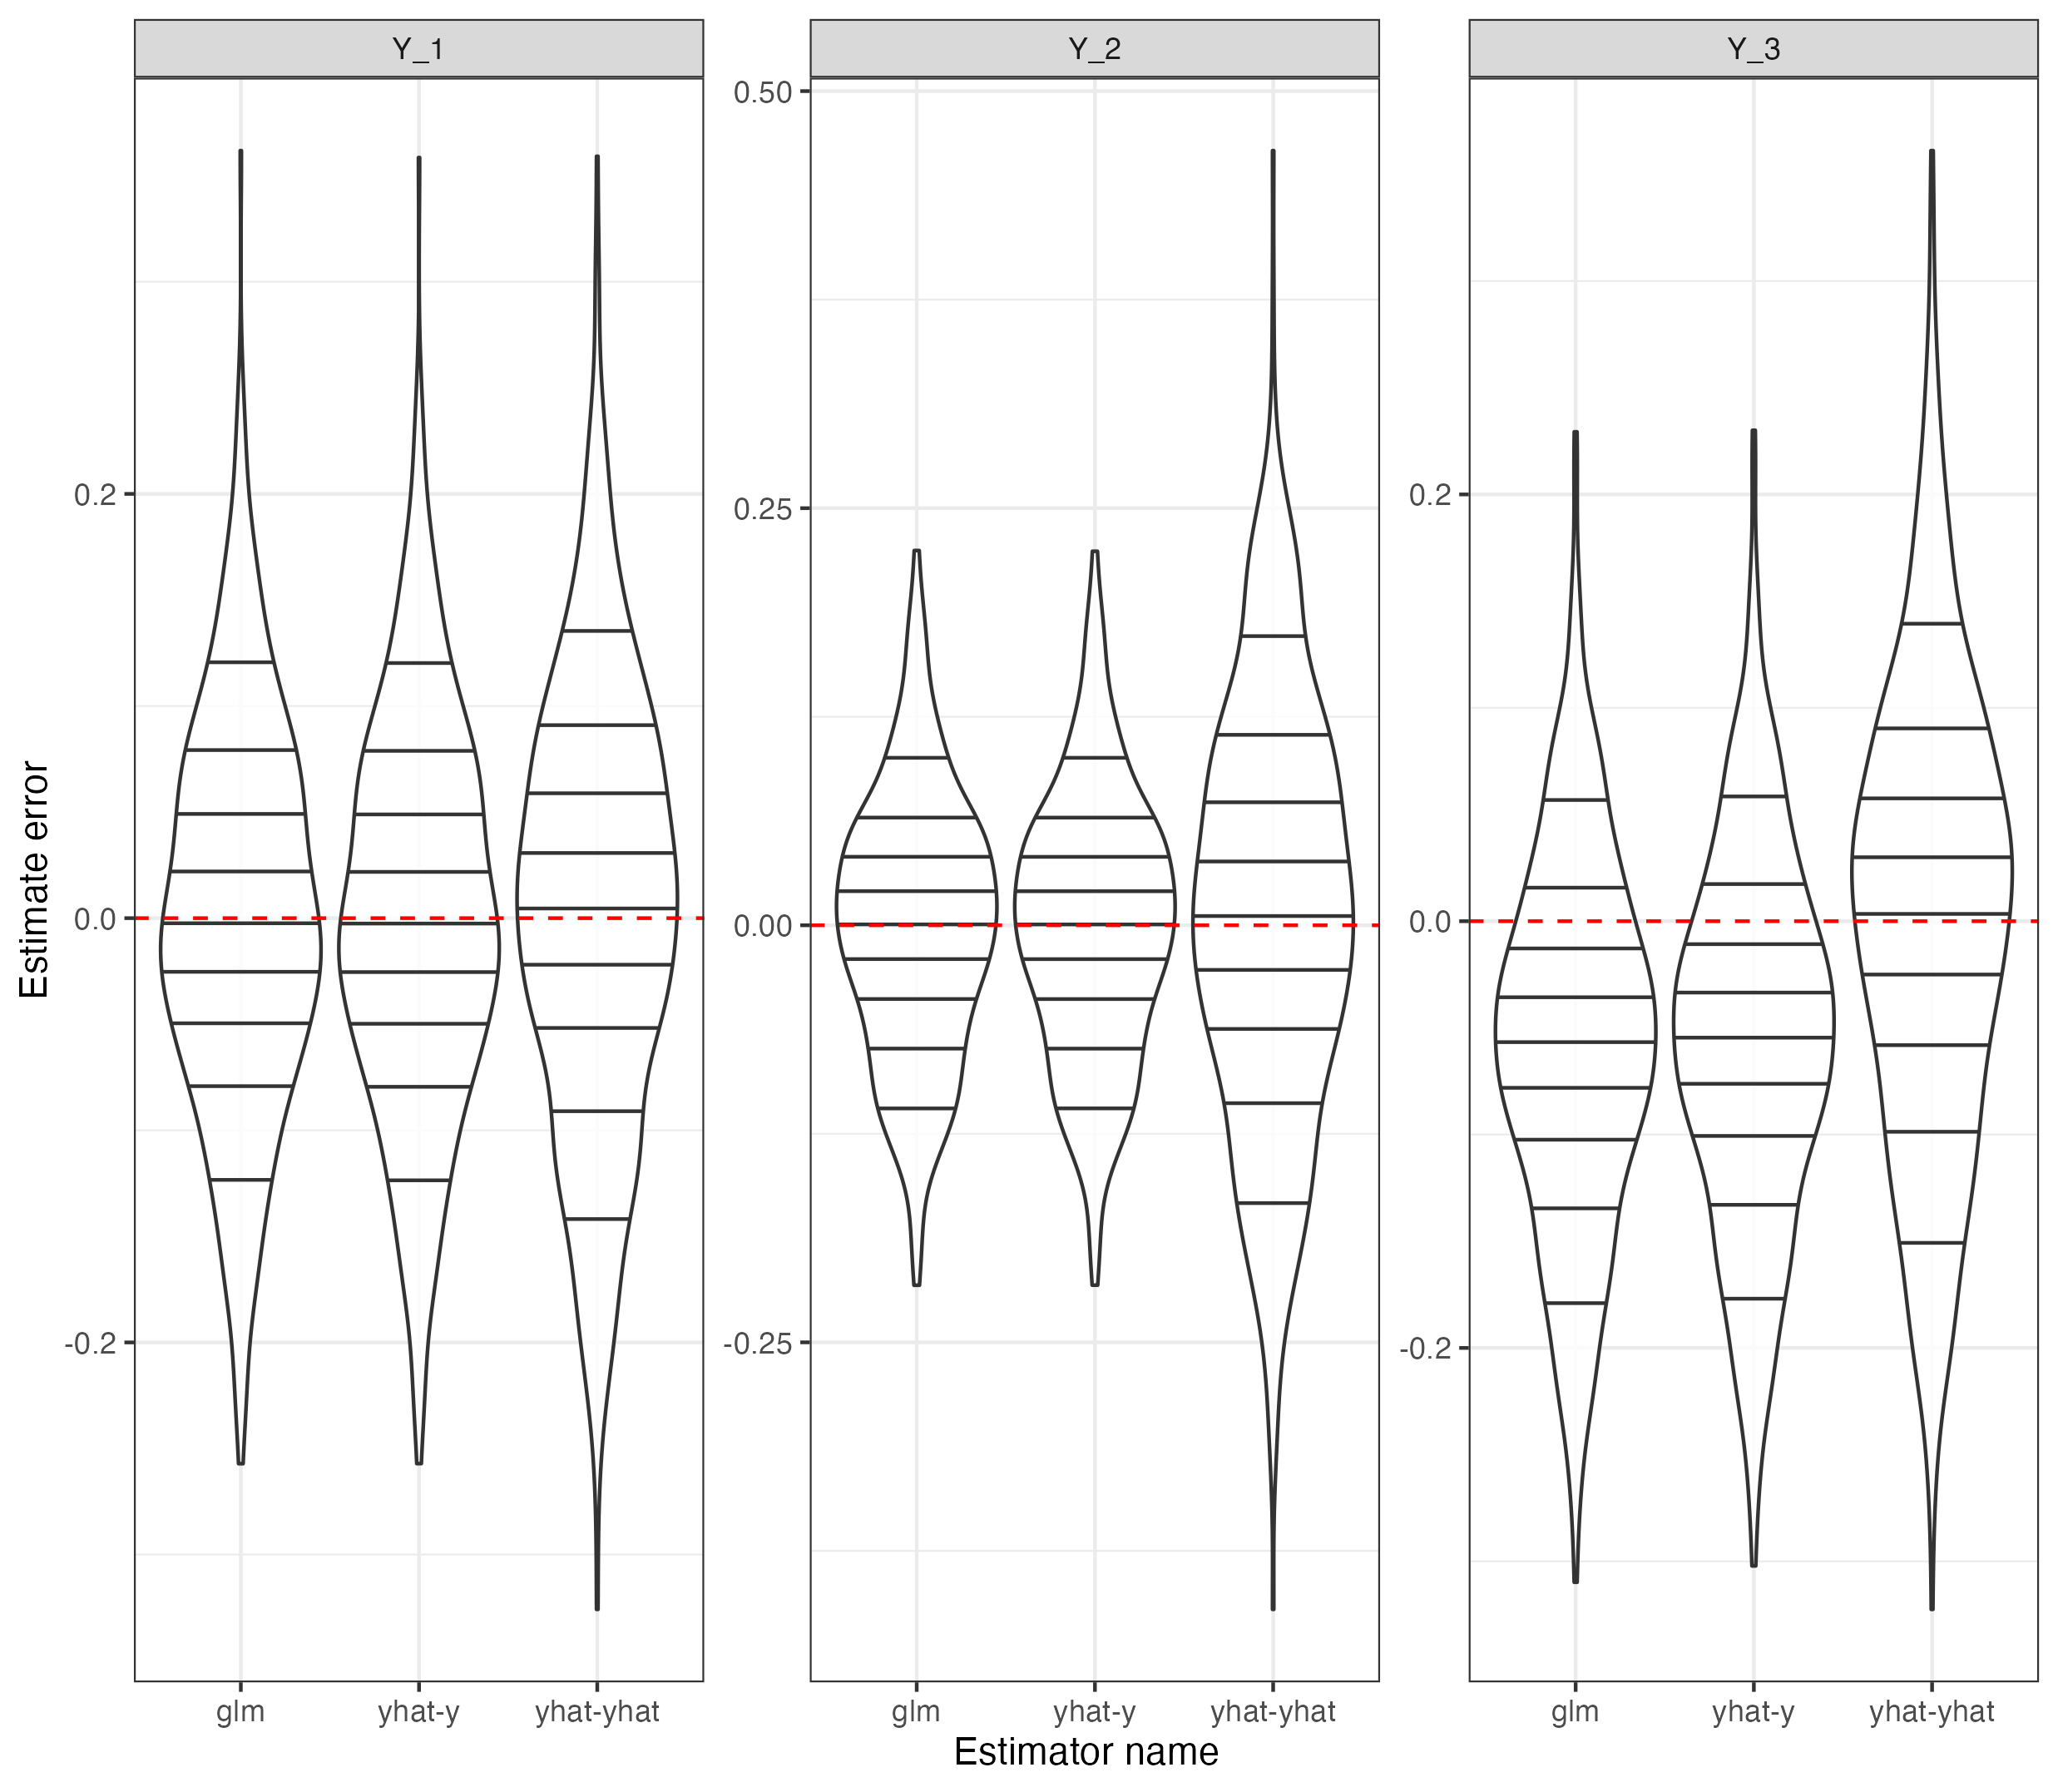 Y_1
Y_2
Y_3
Estimate error
0.2
0.0
-0.2
0.50
0.25
0.00
-0.25
0.2
0.0
-0.2
glm yhat-y yhat-yhat
glm yhat-y yhat-yhat
glm yhat-y yhat-yhat
Estimator name